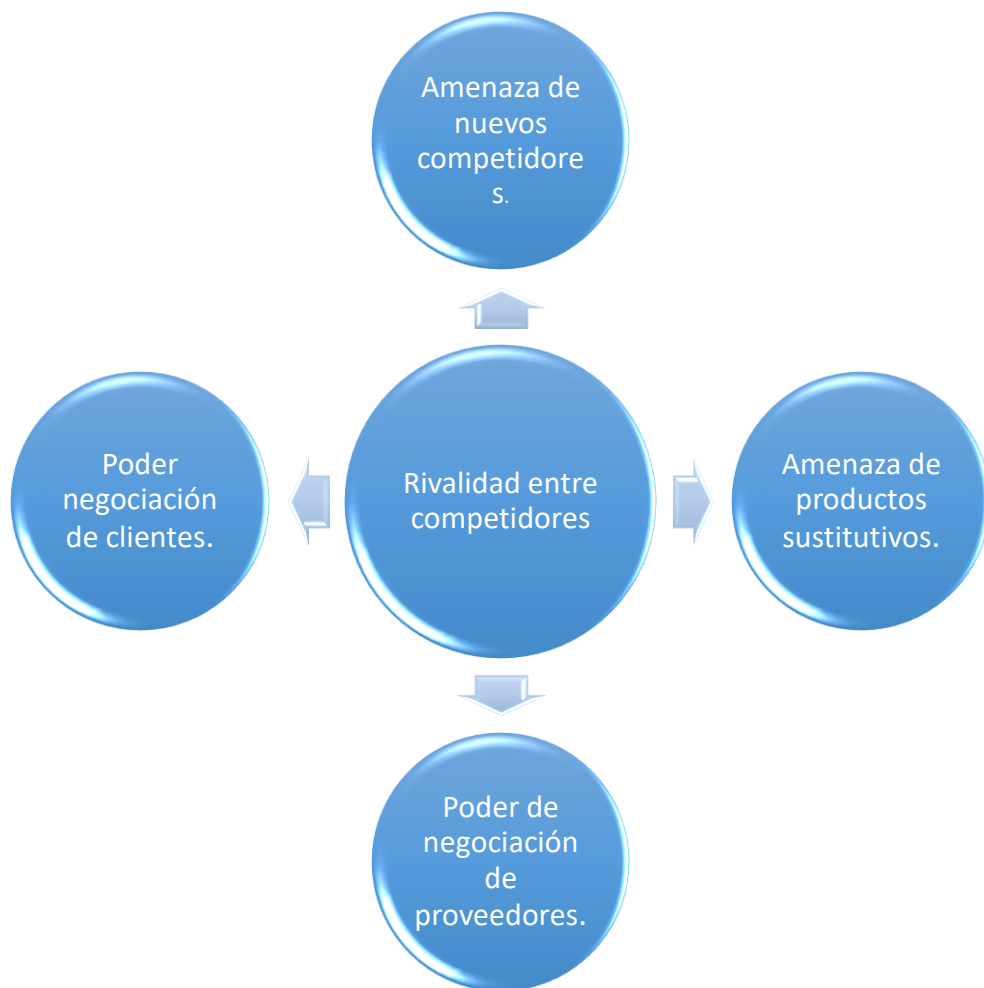 Amenaza de
nuevos
competidore
s.
Poder
negociación
de clientes.
Rivalidad entre
competidores
Amenaza de
productos
sustitutivos.
Poder de
negociación
de
proveedores.